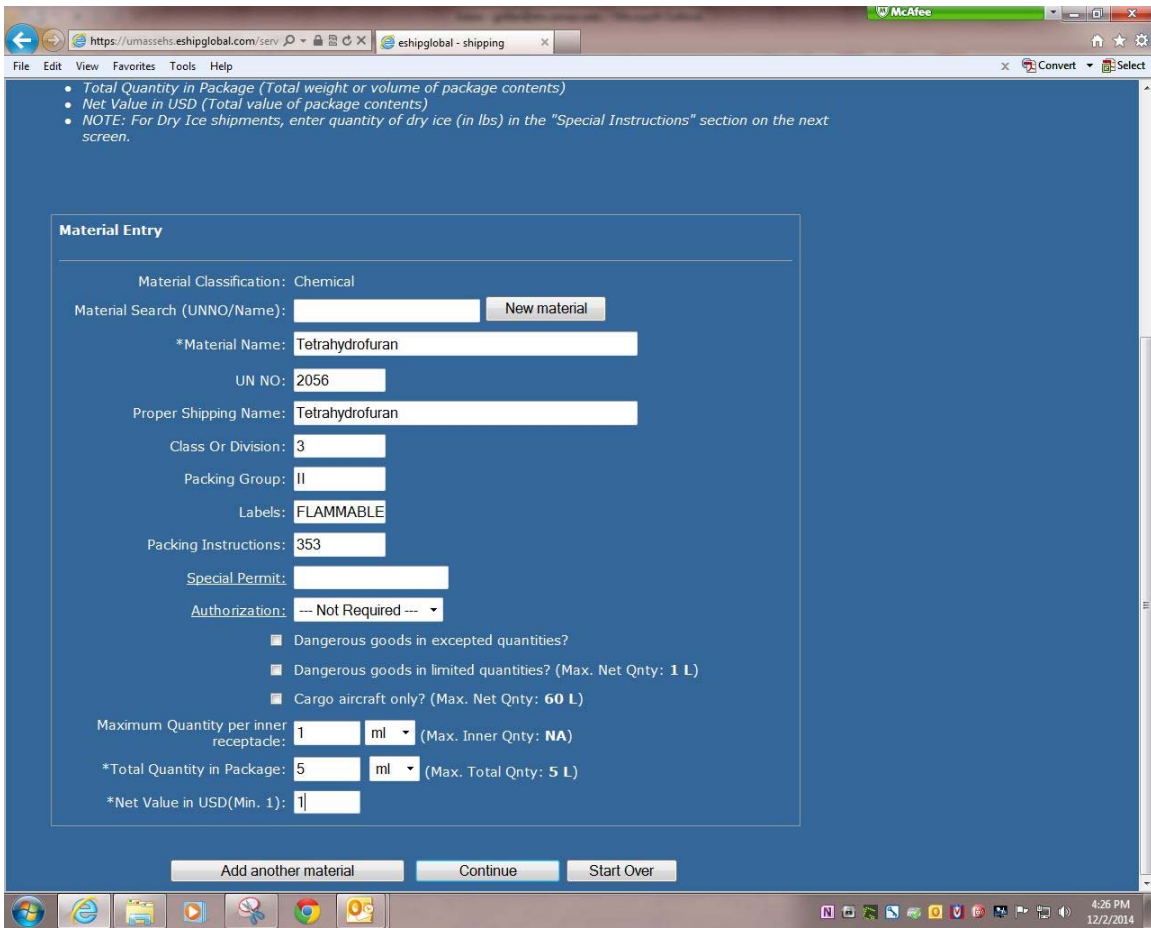 McAfee
https://umassehs.eshipglobal.com/serv
eshipglobal - shipping
File Edit View Favorites Tools Help
Convert Select
• Total Quantity in Package (Total weight or volume of package contents)
• Net Value in USD (Total value of package contents)
• NOTE: For Dry Ice shipments, enter quantity of dry ice (in lbs) in the "Special Instructions" section on the next
screen.
Material Entry
Material Classification: Chemical
Material Search (UNNO/Name): New material
*Material Name: Tetrahydrofuran
UN NO: 2056
Proper Shipping Name: Tetrahydrofuran
Class Or Division: 3
Packing Group: II
Labels: FLAMMABLE
Packing Instructions: 353
Special Permit:
Authorization: --- Not Required ---
Dangerous goods in excepted quantities?
Dangerous goods in limited quantities? (Max. Net Qnty: 1 L)
Cargo aircraft only? (Max. Net Qnty: 60 L)
Maximum Quantity per inner
receptacle: 1 ml (Max. Inner Qnty: NA)
*Total Quantity in Package: 5 ml (Max. Total Qnty: 5 L)
*Net Value in USD(Min. 1): 1
Add another material Continue Start Over
4:26 PM
12/2/2014